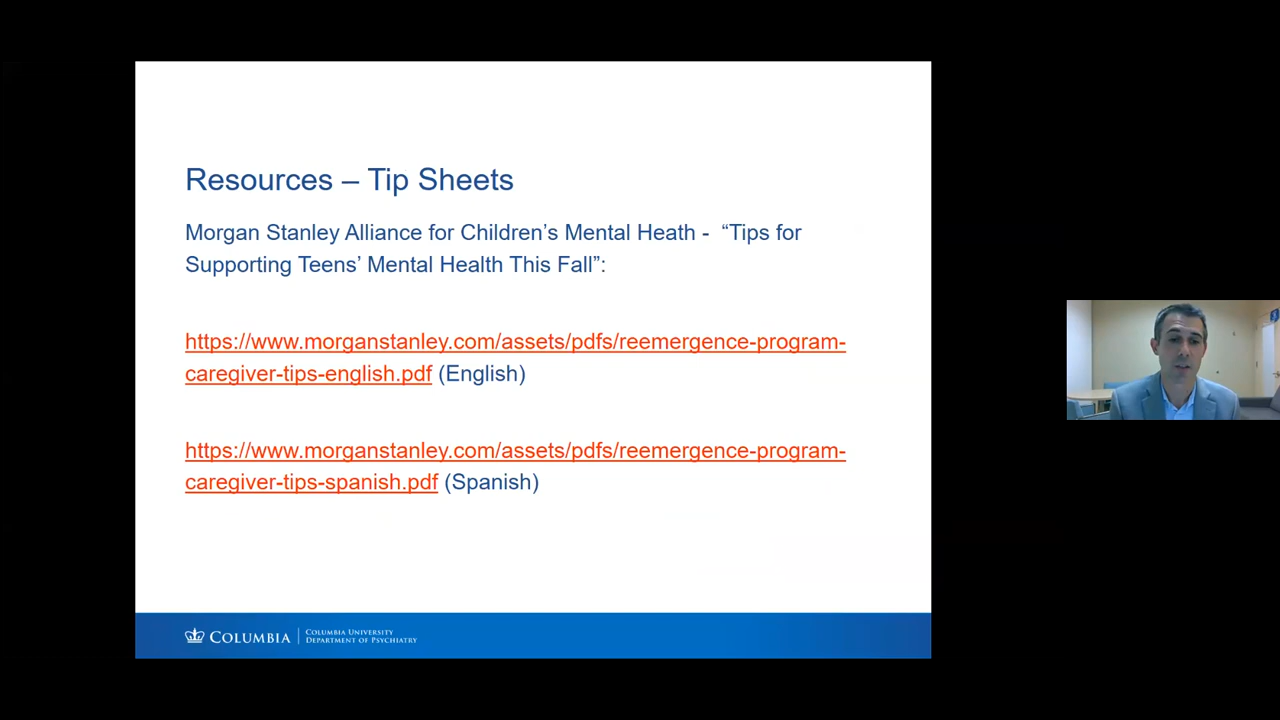 Resources – Tip Sheets
Morgan Stanley Alliance for Children’s Mental Heath -  “Tips for
Supporting Teens’ Mental Health This Fall”:
https://www.morganstanley.com/assets/pdfs/reemergence-program-
caregiver-tips-english.pdf (English)
https://www.morganstanley.com/assets/pdfs/reemergence-program-
caregiver-tips-spanish.pdf (Spanish)
COLUMBIA
COLUMBIA UNIVERSITY
DEPARTMENT OF PSYCHIATRY